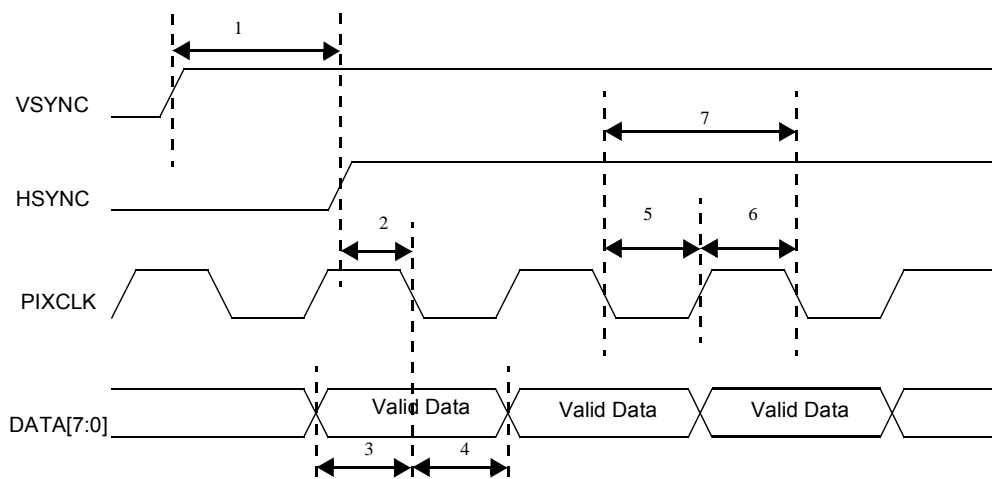 1
VSYNC
7
HSYNC
2
5
6
PIXCLK
Valid Data
Valid Data
Valid Data
DATA[7:0]
3
4